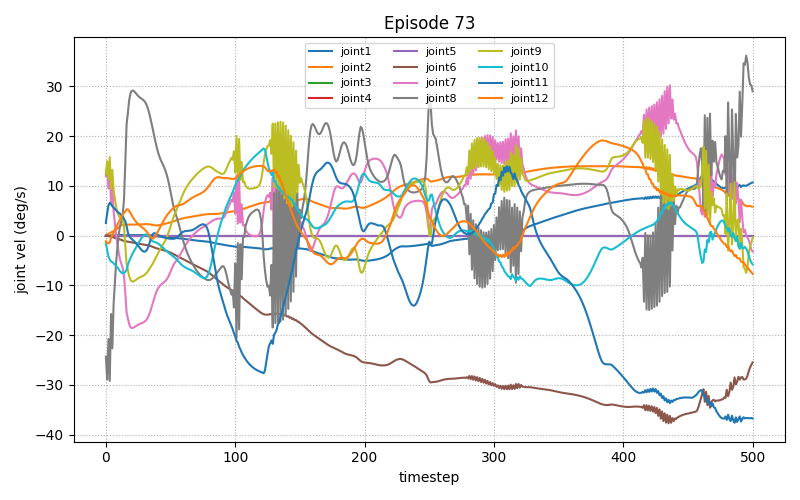 Episode 73
joint1
joint2
joint3
joint4
joint5
joint6
joint7
joint8
joint9
joint10
joint11
joint12
joint vel (deg/s)
30
20
10
0
−10
−20
−30
−40
0 100 200 300 400 500
timestep